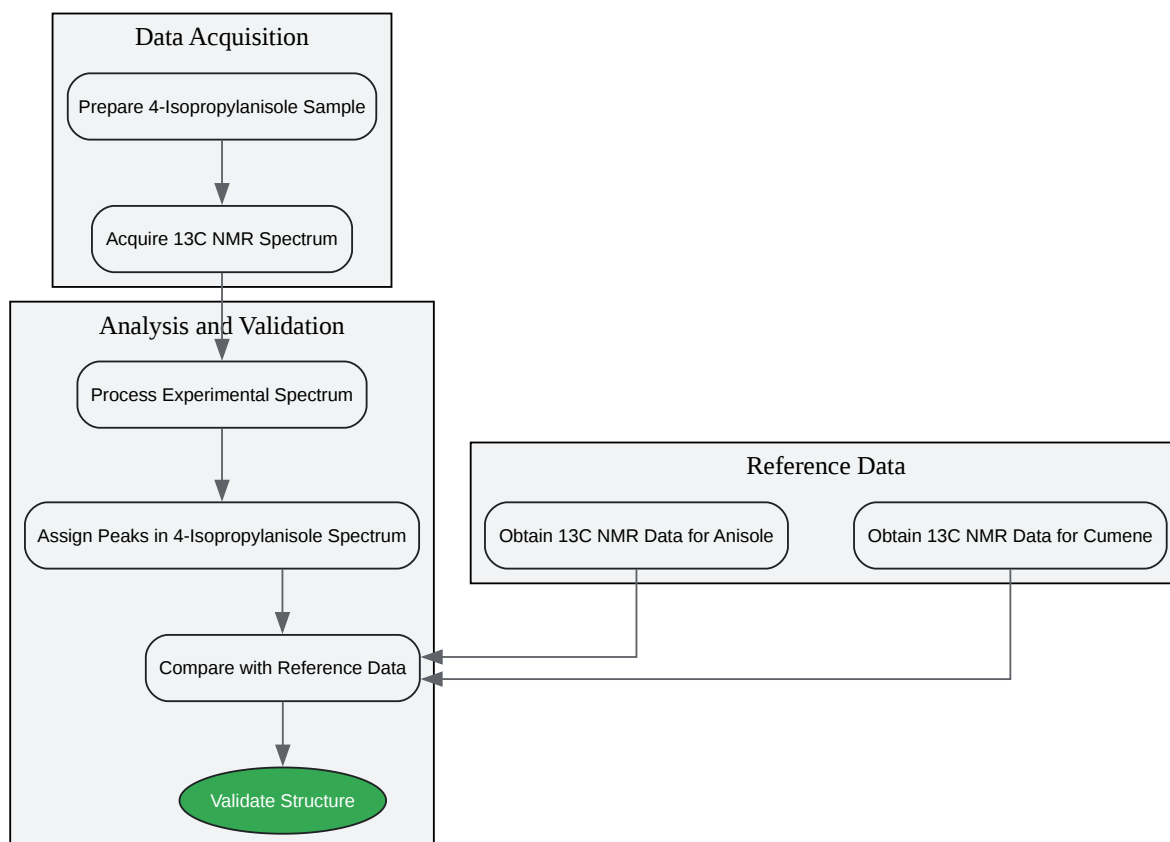 Data Acquisition
Prepare 4-Isopropylanisole Sample
Acquire 13C NMR Spectrum
Analysis and Validation
Process Experimental Spectrum
Assign Peaks in 4-Isopropylanisole Spectrum
Reference Data
Obtain 13C NMR Data for Anisole
Obtain 13C NMR Data for Cumene
Compare with Reference Data
Validate Structure